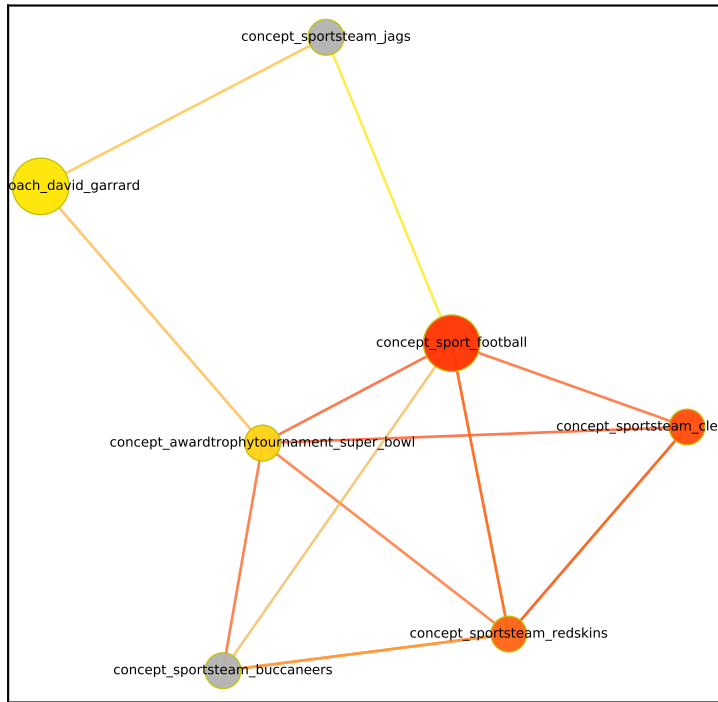 concept_sportsteam_jags
oach_david_garrard
concept_sport_football
concept_sportsteam_cle
concept_awardtrophytournament_super_bowl
concept_sportsteam_redskins
concept_sportsteam_buccaneers